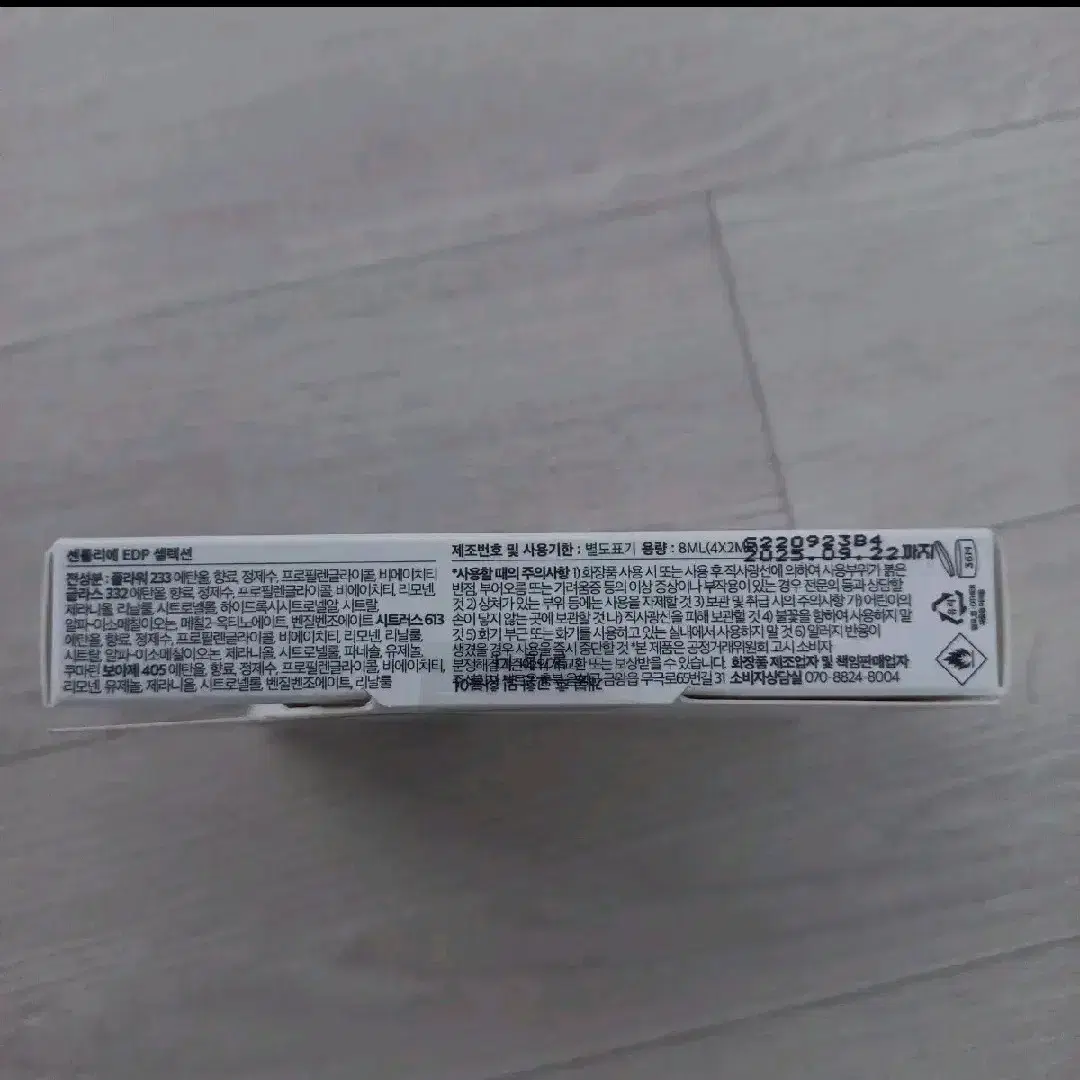 센틀리에 EDP 셀렉션
전성분 : 플라워 233 에탄올, 향료, 정제수, 프로필렌글라이콜, 비에이치티
글라스 332 에탄올, 향료, 정제수, 프로필렌글라이콜, 비에이치티, 리모넨,
제라니올, 리날룰, 시트로넬올, 하이드록시시트로넬알, 시트랄,
알파-이소메칠이오논, 메칠2-옥티노에이트, 벤질벤조에이트 시트러스 613
에탄올, 향료, 정제수, 프로필렌글라이콜, 비에이치티, 리모넨, 리날룰,
시트랄, 알파-이소메칠이오논, 제라니올, 시트로넬올, 파네솔, 유제놀,
쿠마린 보야제 405 에탄올, 향료, 정제수, 프로필렌글라이콜, 비에이치티,
리모넨, 유제놀, 제라니올, 시트로넬올, 벤질벤조에이트, 리날룰
제조번호 및 사용기한 : 별도표기 용량 : 8ML(4X2M
G220923B4
2025.09.22까지
*사용할 때의 주의사항 1) 화장품 사용 시 또는 사용 후 직사광선에 의하여 사용부위가 붉은
반점, 부어오름 또는 가려움증 등의 이상 증상이나 부작용이 있는 경우 전문의 등과 상담할
것 2) 상처가 있는 부위 등에는 사용을 자제할 것 3) 보관 및 취급 시의 주의사항 가) 어린이의
손이 닿지 않는 곳에 보관할 것 나) 직사광선을 피해 보관할 것 4) 불꽃을 향하여 사용하지 말
것 5) 화기 부근 또는 화기를 사용하고 있는 실내에서 사용하지 말 것 6) 알러지 반응이
생겼을 경우 사용을 즉시 중단할 것 *본 제품은 공정거래위원회 고시 소비자
분쟁해결 교환 또는 보상받을 수 있습니다. 화장품 제조업자 및 책임판매업자
금왕읍 무극로65번길 31 소비자상담실 070-8824-8004
30M